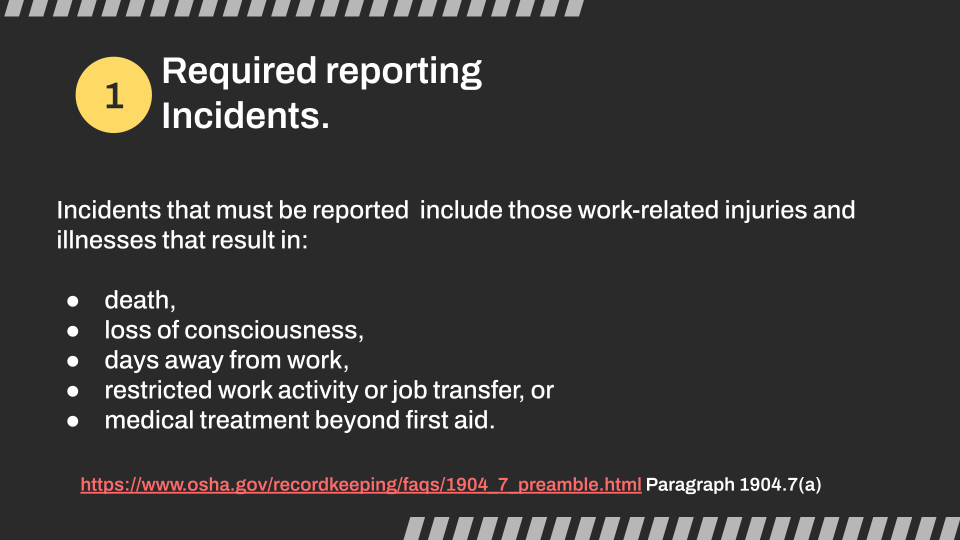 1
Required reporting
Incidents.
Incidents that must be reported  include those work-related injuries and
illnesses that result in:
● death,
● loss of consciousness,
● days away from work,
● restricted work activity or job transfer, or
● medical treatment beyond first aid.
https://www.osha.gov/recordkeeping/faqs/1904_7_preamble.html Paragraph 1904.7(a)